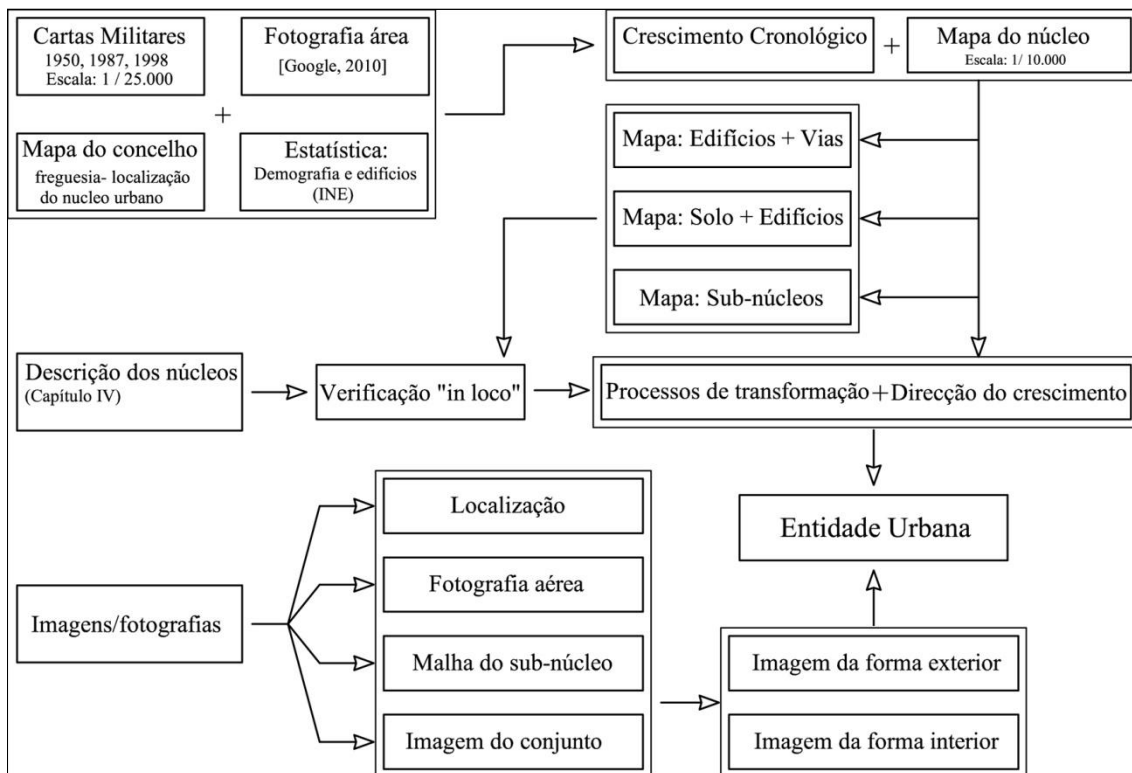 Cartas Militares
1950, 1987, 1998
Escala: 1 / 25.000
Fotografia área
[Google, 2010]
+
Mapa do concelho
freguesia- localização
do nucleo urbano
Estatística:
Demografia e edifícios
(INE)
Crescimento Cronológico
+
Mapa do núcleo
Escala: 1/ 10.000
Mapa: Edifícios + Vias
Mapa: Solo + Edifícios
Mapa: Sub-núcleos
Descrição dos núcleos
(Capítulo IV)
Verificação "in loco"
Processos de transformação+Direcção do crescimento
Entidade Urbana
Imagens/fotografias
Localização
Fotografia aérea
Malha do sub-núcleo
Imagem do conjunto
Imagem da forma exterior
Imagem da forma interior